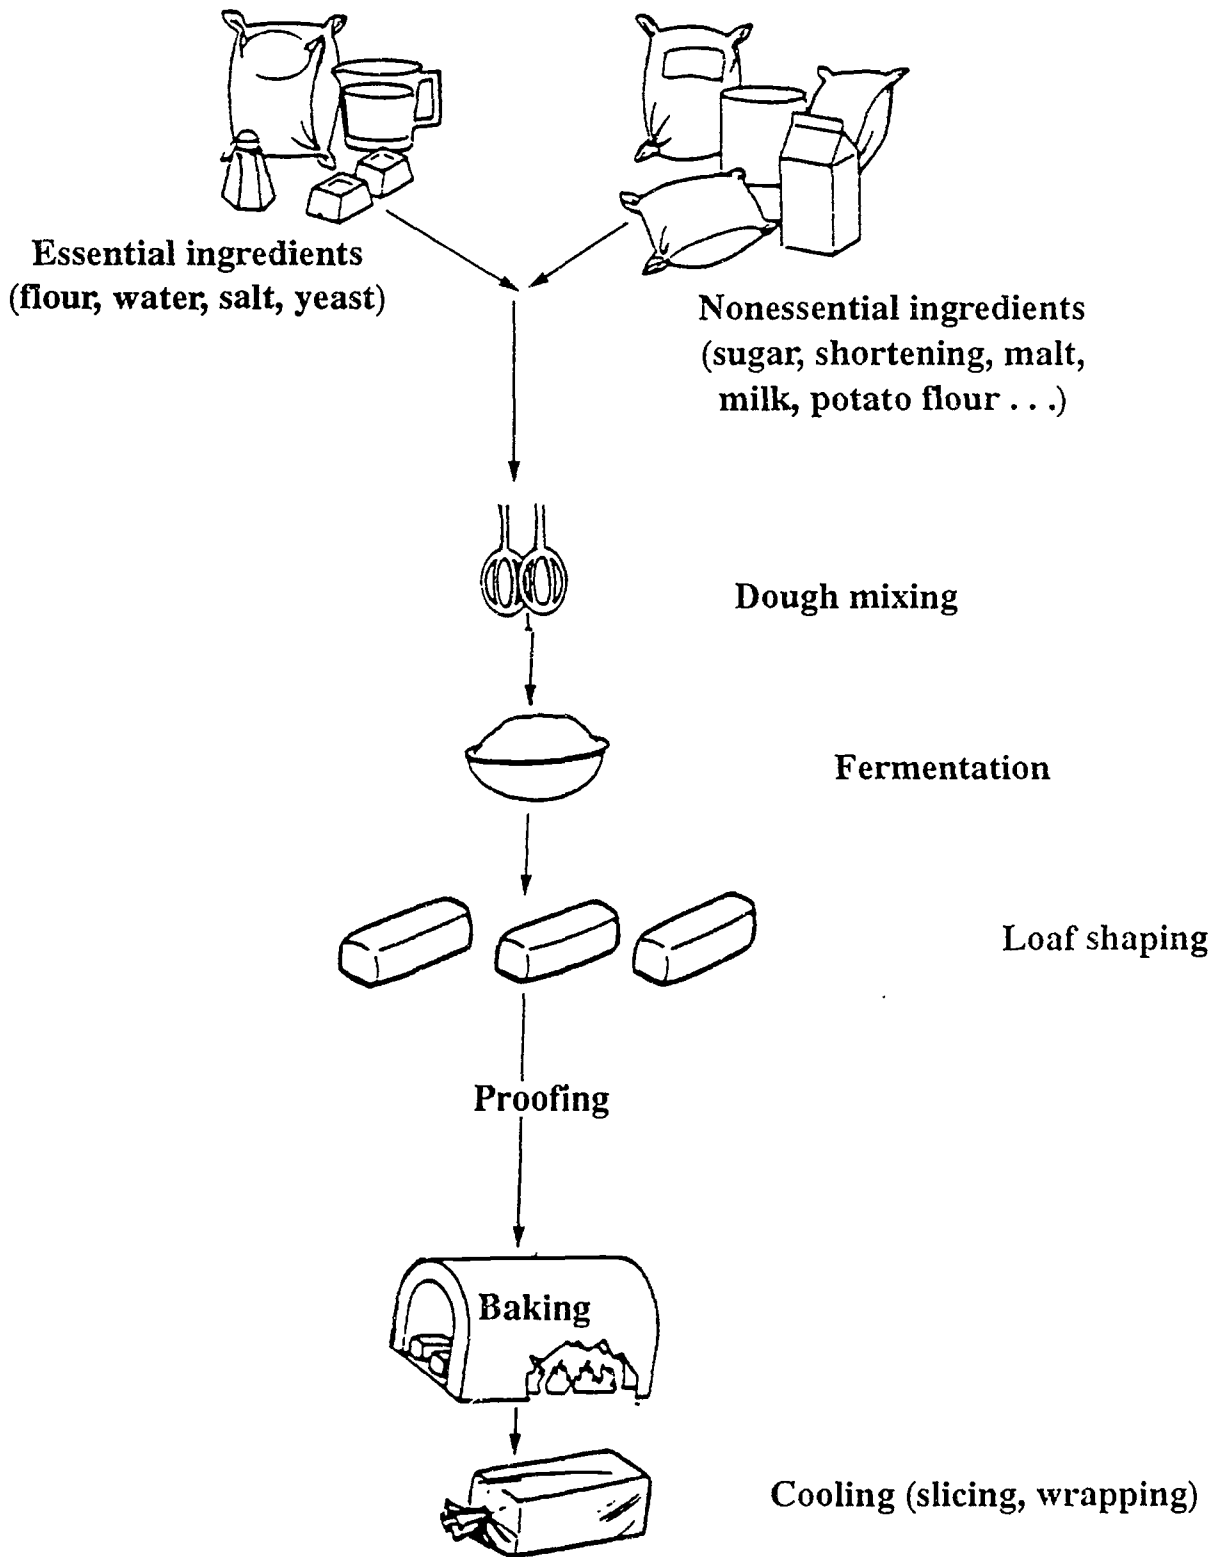 Essential ingredients
(flour, water, salt, yeast)
Nonessential ingredients
(sugar, shortening, malt,
milk, potato flour . . .)
Dough mixing
Fermentation
Loaf shaping
Proofing
Baking
Cooling (slicing, wrapping)